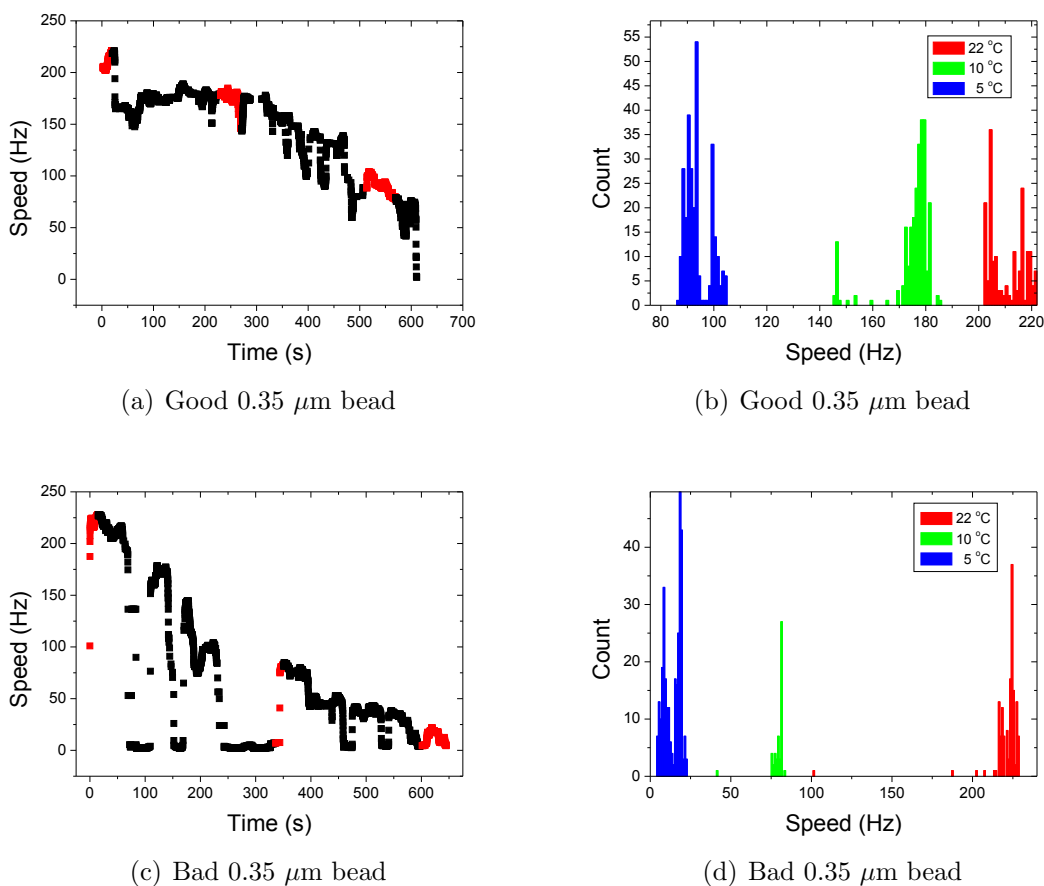 250
200
150
100
50
0
Speed (Hz)
0 100 200 300 400 500 600 700
Time (s)
(a) Good 0.35 μm bead
55
50
45
40
35
30
25
20
15
10
5
0
Count
22 °C
10 °C
5 °C
80 100 120 140 160 180 200 220
Speed (Hz)
(b) Good 0.35 μm bead
250
200
150
100
50
0
Speed (Hz)
0 100 200 300 400 500 600
Time (s)
(c) Bad 0.35 μm bead
40
30
20
10
0
Count
22 °C
10 °C
5 °C
0 50 100 150 200
Speed (Hz)
(d) Bad 0.35 μm bead